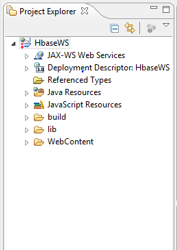 Project Explorer
HbaseWS
JAX-WS Web Services
Deployment Descriptor: HbaseWS
Referenced Types
Java Resources
JavaScript Resources
build
lib
WebContent